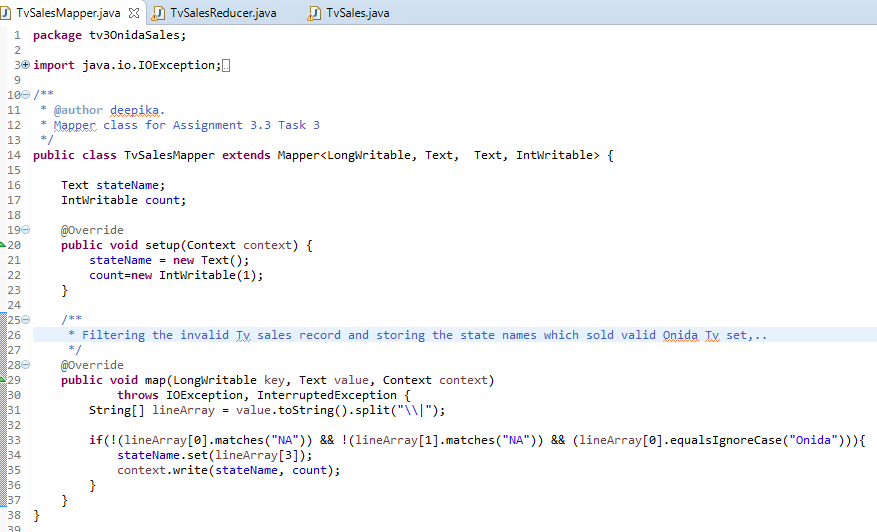 TvSalesMapper.java TvSalesReducer.java TvSales.java
1 package tv3OnidaSales;
2
3 import java.io.IOException;
9
10 /**
11 * @author deepika.
12 * Mapper class for Assignment 3.3 Task 3
13 */
14 public class TvSalesMapper extends Mapper<LongWritable, Text,  Text, IntWritable> {
15
16 Text stateName;
17 IntWritable count;
18
19 @Override
20 public void setup(Context context) {
21 stateName = new Text();
22 count=new IntWritable(1);
23 }
24
25 /**
26 * Filtering the invalid Tv sales record and storing the state names which sold valid Onida Tv set,..
27 */
28 @Override
29 public void map(LongWritable key, Text value, Context context)
30 throws IOException, InterruptedException {
31 String[] lineArray = value.toString().split("\\|");
32
33 if(!(lineArray[0].matches("NA")) && !(lineArray[1].matches("NA")) && (lineArray[0].equalsIgnoreCase("Onida"))){
34 stateName.set(lineArray[3]);
35 context.write(stateName, count);
36 }
37 }
38 }
39